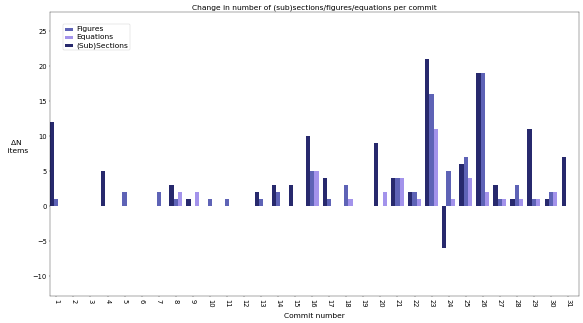 Change in number of (sub)sections/figures/equations per commit
Figures
Equations
(Sub)Sections
ΔN
items
25
20
15
10
5
0
−5
−10
1 2 3 4 5 6 7 8 9 10 11 12 13 14 15 16 17 18 19 20 21 22 23 24 25 26 27 28 29 30 31
Commit number